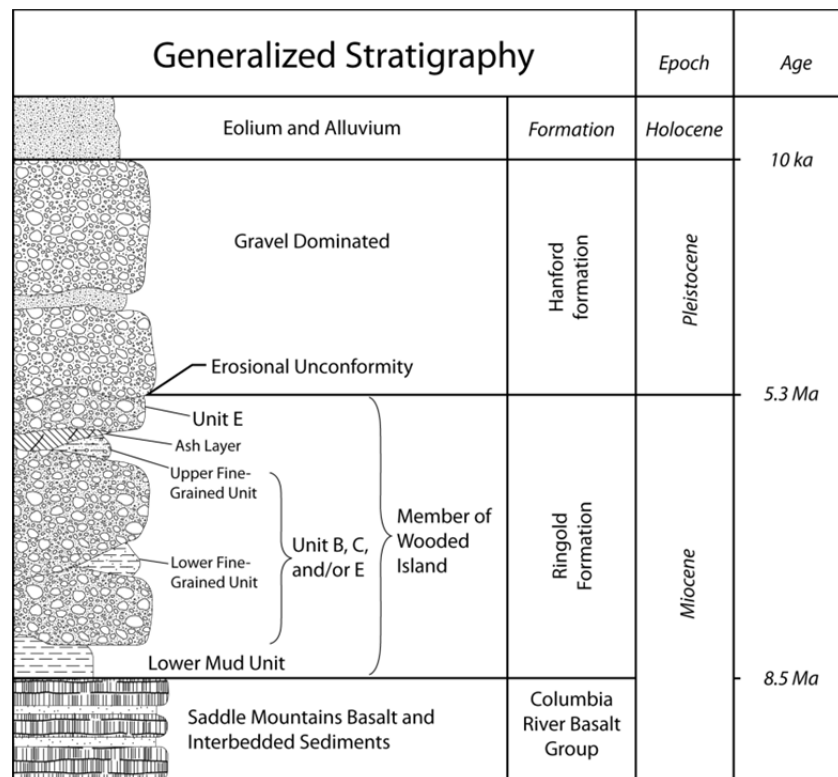 Generalized Stratigraphy
Epoch
Age
Eolium and Alluvium
Formation
Holocene
10 ka
Gravel Dominated
Hanford
formation
Pleistocene
Erosional Unconformity
5.3 Ma
Unit E
Ash Layer
Upper Fine-
Grained Unit
Lower Fine-
Grained Unit
Unit B, C,
and/or E
Member of
Wooded
Island
Ringold
Formation
Miocene
Lower Mud Unit
8.5 Ma
Saddle Mountains Basalt and
Interbedded Sediments
Columbia
River Basalt
Group